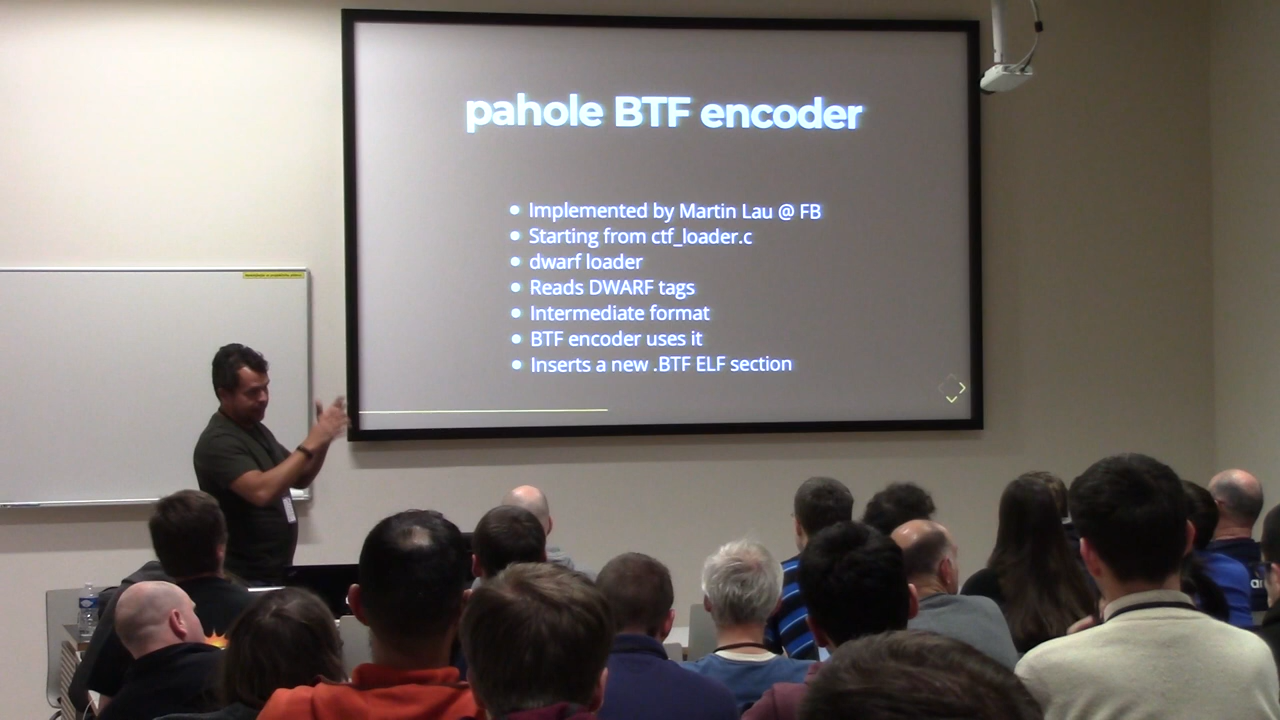 pahole BTF encoder
Implemented by Martin Lau @ FB
Starting from ctf_loader.c
dwarf loader
Reads DWARF tags
Intermediate format
BTF encoder uses it
Inserts a new .BTF ELF section